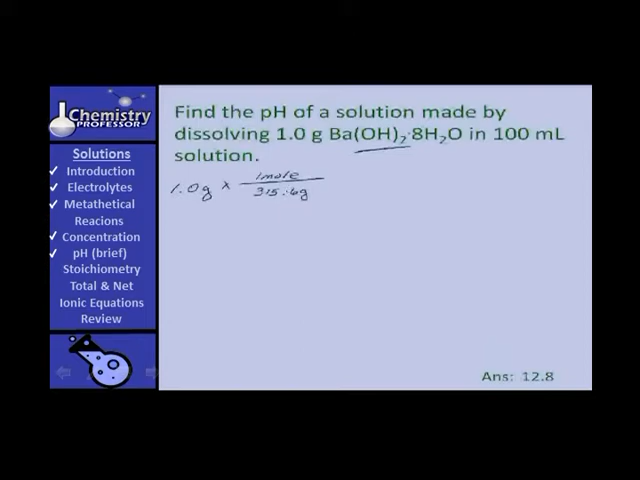 Chemistry
PROFESSOR
Solutions
✓ Introduction
✓ Electrolytes
✓ Metathetical
Reacions
✓ Concentration
✓ pH (brief)
Stoichiometry
Total & Net
Ionic Equations
Review
Find the pH of a solution made by
dissolving 1.0 g Ba(OH)₂·8H₂O in 100 mL
solution.
1.0g x 1mole
315.6g
Ans: 12.8